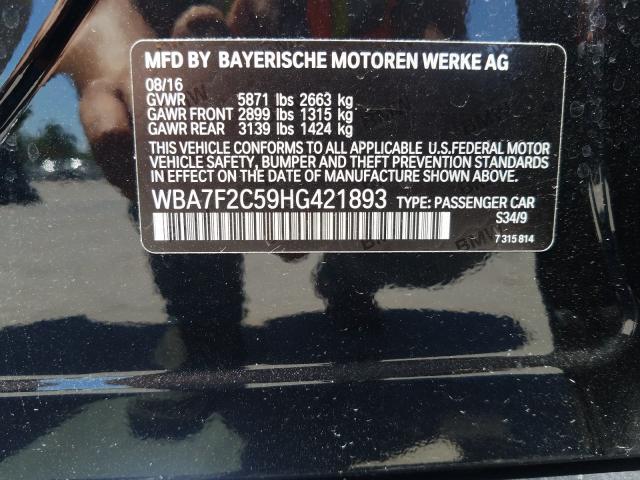 MFD BY BAYERISCHE MOTOREN WERKE AG
08/16
GVWR 5871 lbs 2663 kg
GAWR FRONT 2899 lbs 1315 kg
GAWR REAR 3139 lbs 1424 kg
THIS VEHICLE CONFORMS TO ALL APPLICABLE U.S.FEDERAL MOTOR
VEHICLE SAFETY, BUMPER AND THEFT PREVENTION STANDARDS
IN EFFECT ON THE DATE OF MANUFACTURE SHOWN ABOVE.
WBA7F2C59HG421893 TYPE: PASSENGER CAR
S34/9
7 315 814
BMW